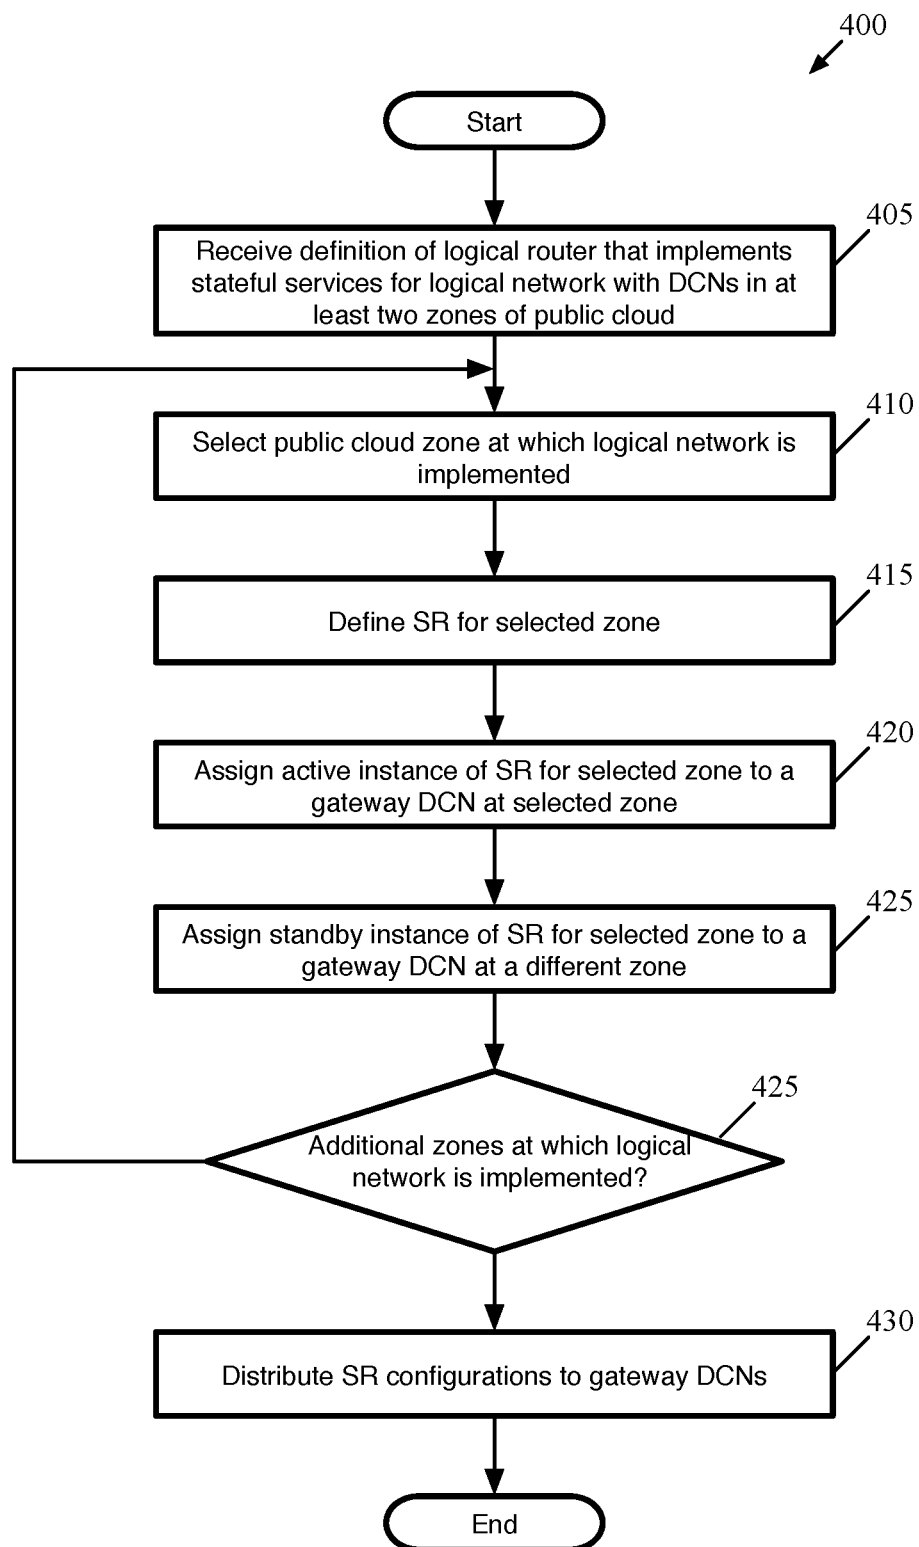 400
Start
405
Receive definition of logical router that implements
stateful services for logical network with DCNs in at
least two zones of public cloud
410
Select public cloud zone at which logical network is
implemented
415
Define SR for selected zone
420
Assign active instance of SR for selected zone to a
gateway DCN at selected zone
425
Assign standby instance of SR for selected zone to a
gateway DCN at a different zone
425
Additional zones at which logical
network is implemented?
430
Distribute SR configurations to gateway DCNs
End